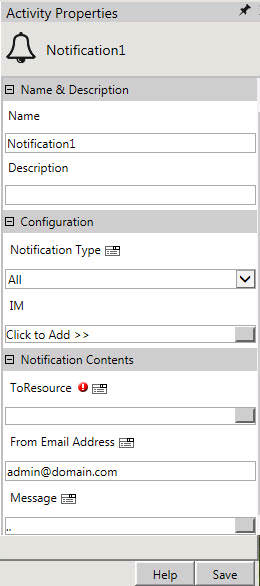 Activity Properties
Notification1
Name & Description
Name
Notification1
Description
Configuration
Notification Type
All
IM
Click to Add >>
Notification Contents
ToResource
From Email Address
admin@domain.com
Message
..
Help Save